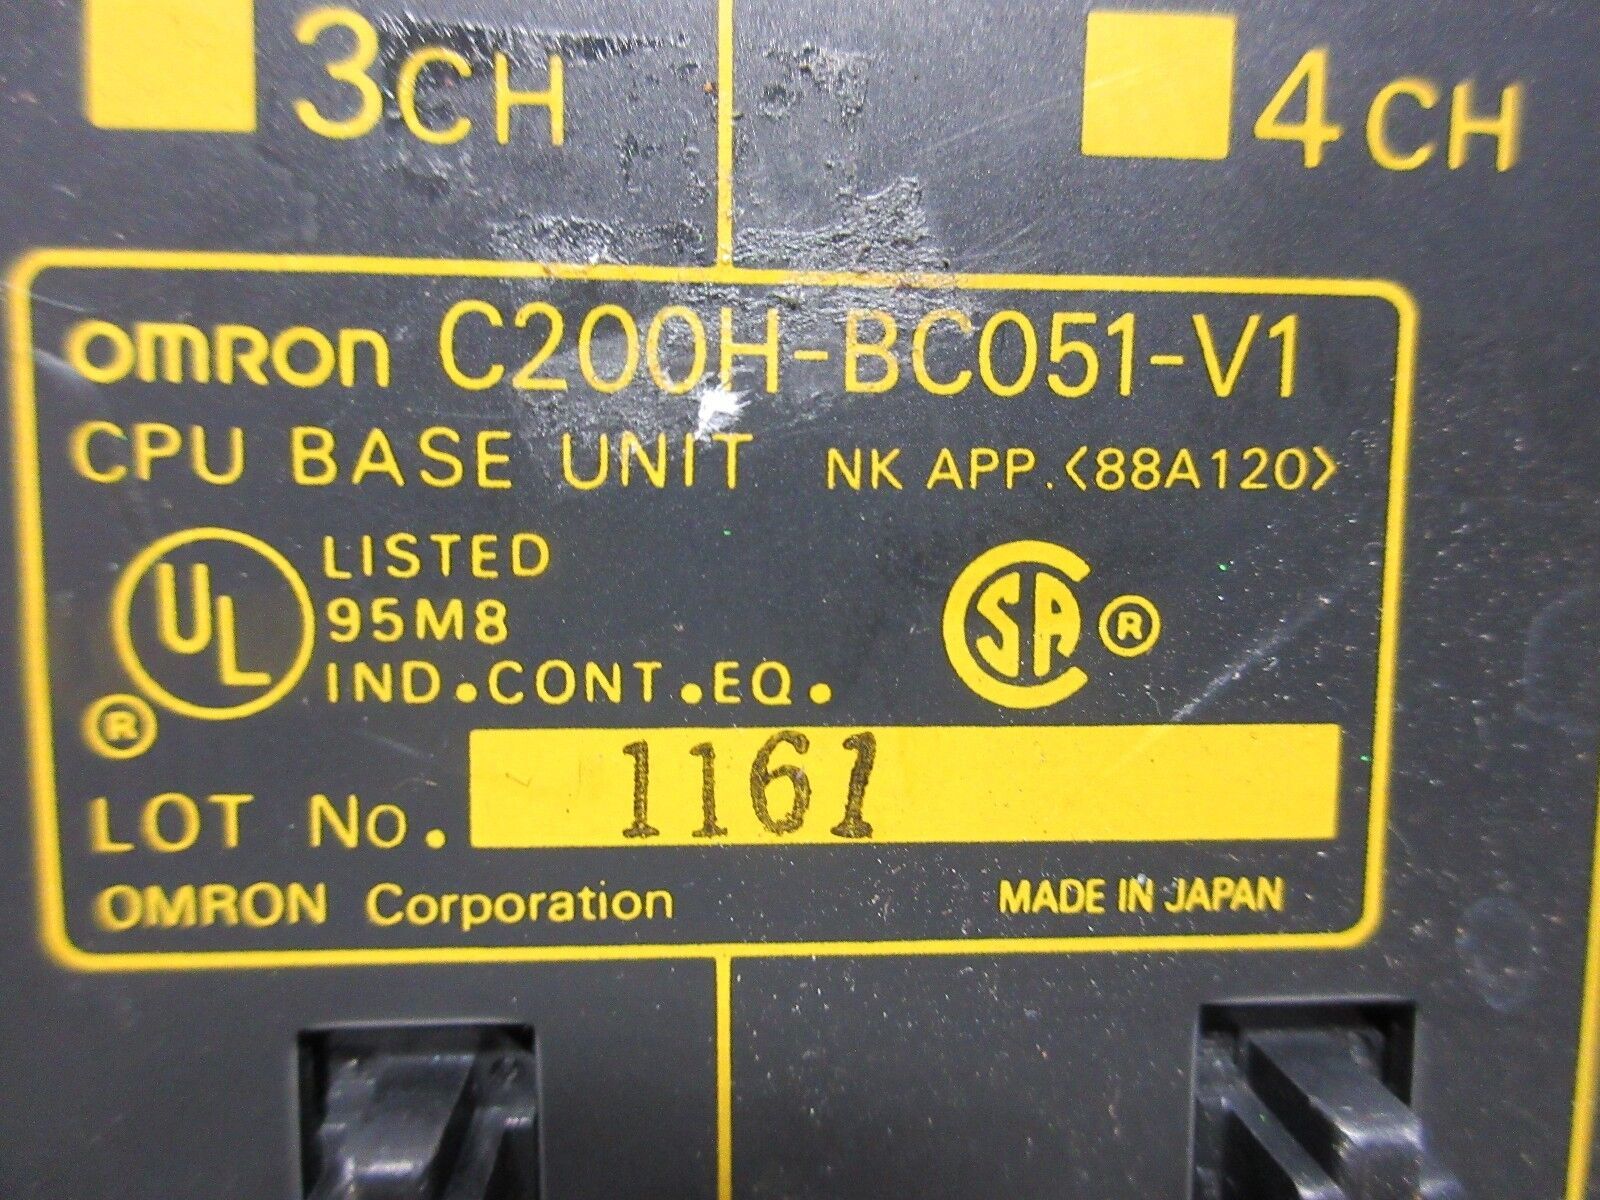 3CH
4CH
omron C200H-BC051-V1
CPU BASE UNIT NK APP.<88A120>
UL LISTED
95M8
IND.CONT.EQ.
®
CSA ®
LOT No. 1161
OMRON Corporation MADE IN JAPAN